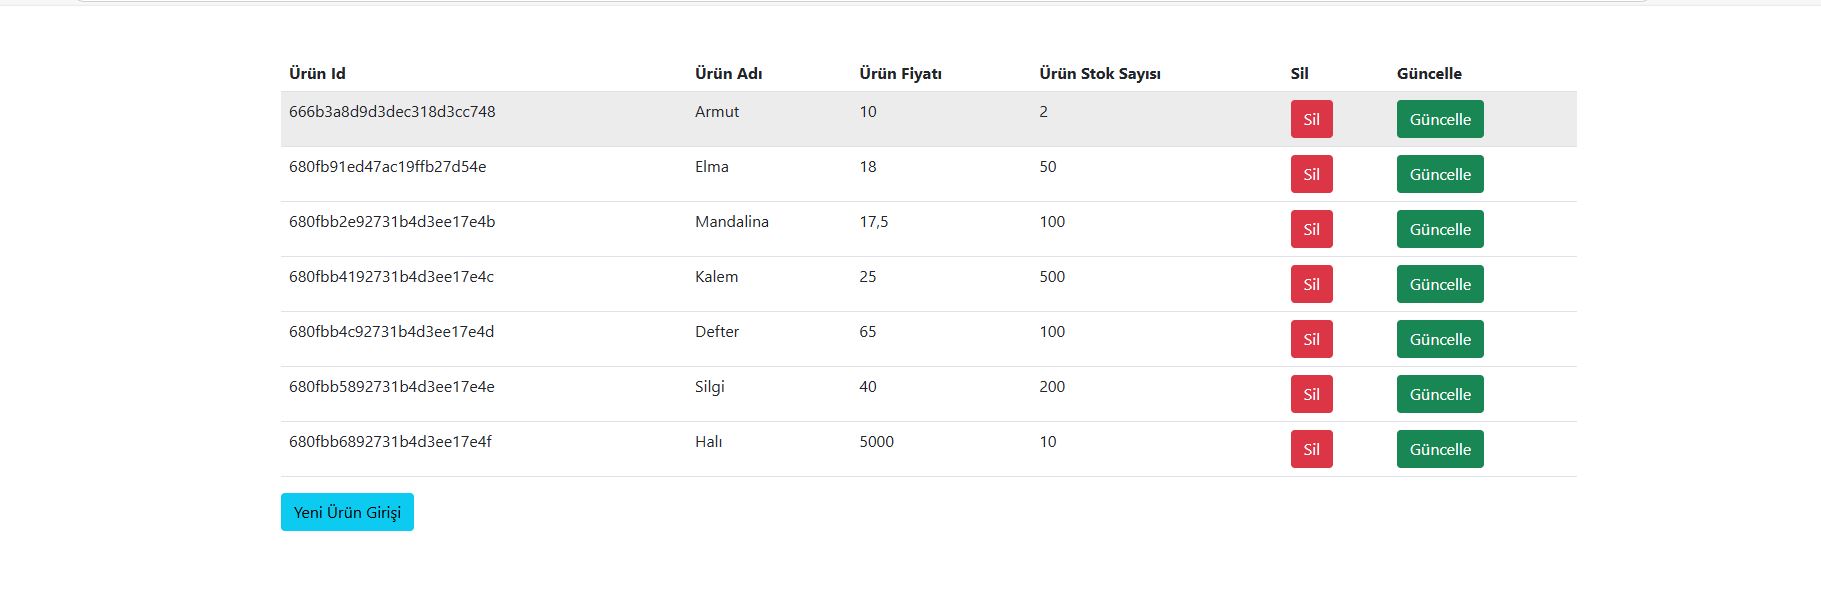 Ürün Id Ürün Adı Ürün Fiyatı Ürün Stok Sayısı Sil Güncelle
666b3a8d9d3dec318d3cc748 Armut 10 2 Sil Güncelle
680fb91ed47ac19ffb27d54e Elma 18 50 Sil Güncelle
680fbb2e92731b4d3ee17e4b Mandalina 17,5 100 Sil Güncelle
680fbb4192731b4d3ee17e4c Kalem 25 500 Sil Güncelle
680fbb4c92731b4d3ee17e4d Defter 65 100 Sil Güncelle
680fbb5892731b4d3ee17e4e Silgi 40 200 Sil Güncelle
680fbb6892731b4d3ee17e4f Halı 5000 10 Sil Güncelle
Yeni Ürün Girişi